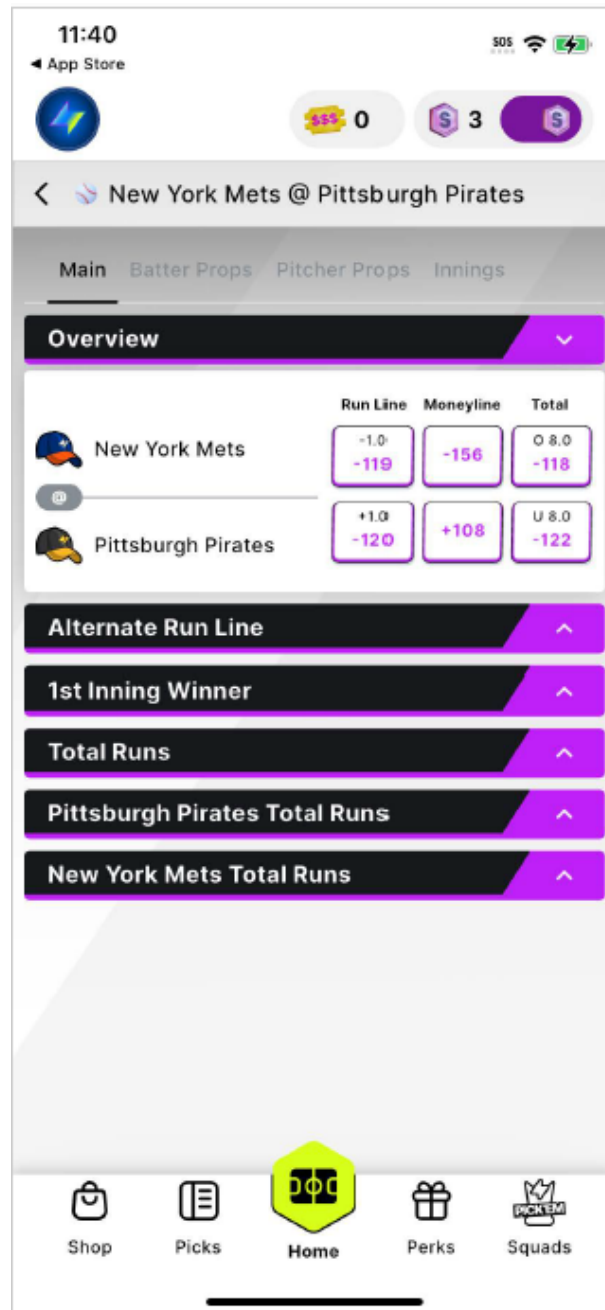 11:40
SOS
◀ App Store
$$$ 0
S 3
S
New York Mets @ Pittsburgh Pirates
Main Batter Props Pitcher Props Innings
Overview
Run Line Moneyline Total
New York Mets
-1.0 -156 O 8.0
-119 -118
@
Pittsburgh Pirates
+1.0 +108 U 8.0
-120 -122
Alternate Run Line
1st Inning Winner
Total Runs
Pittsburgh Pirates Total Runs
New York Mets Total Runs
PICK'EM
Shop Picks Home Perks Squads